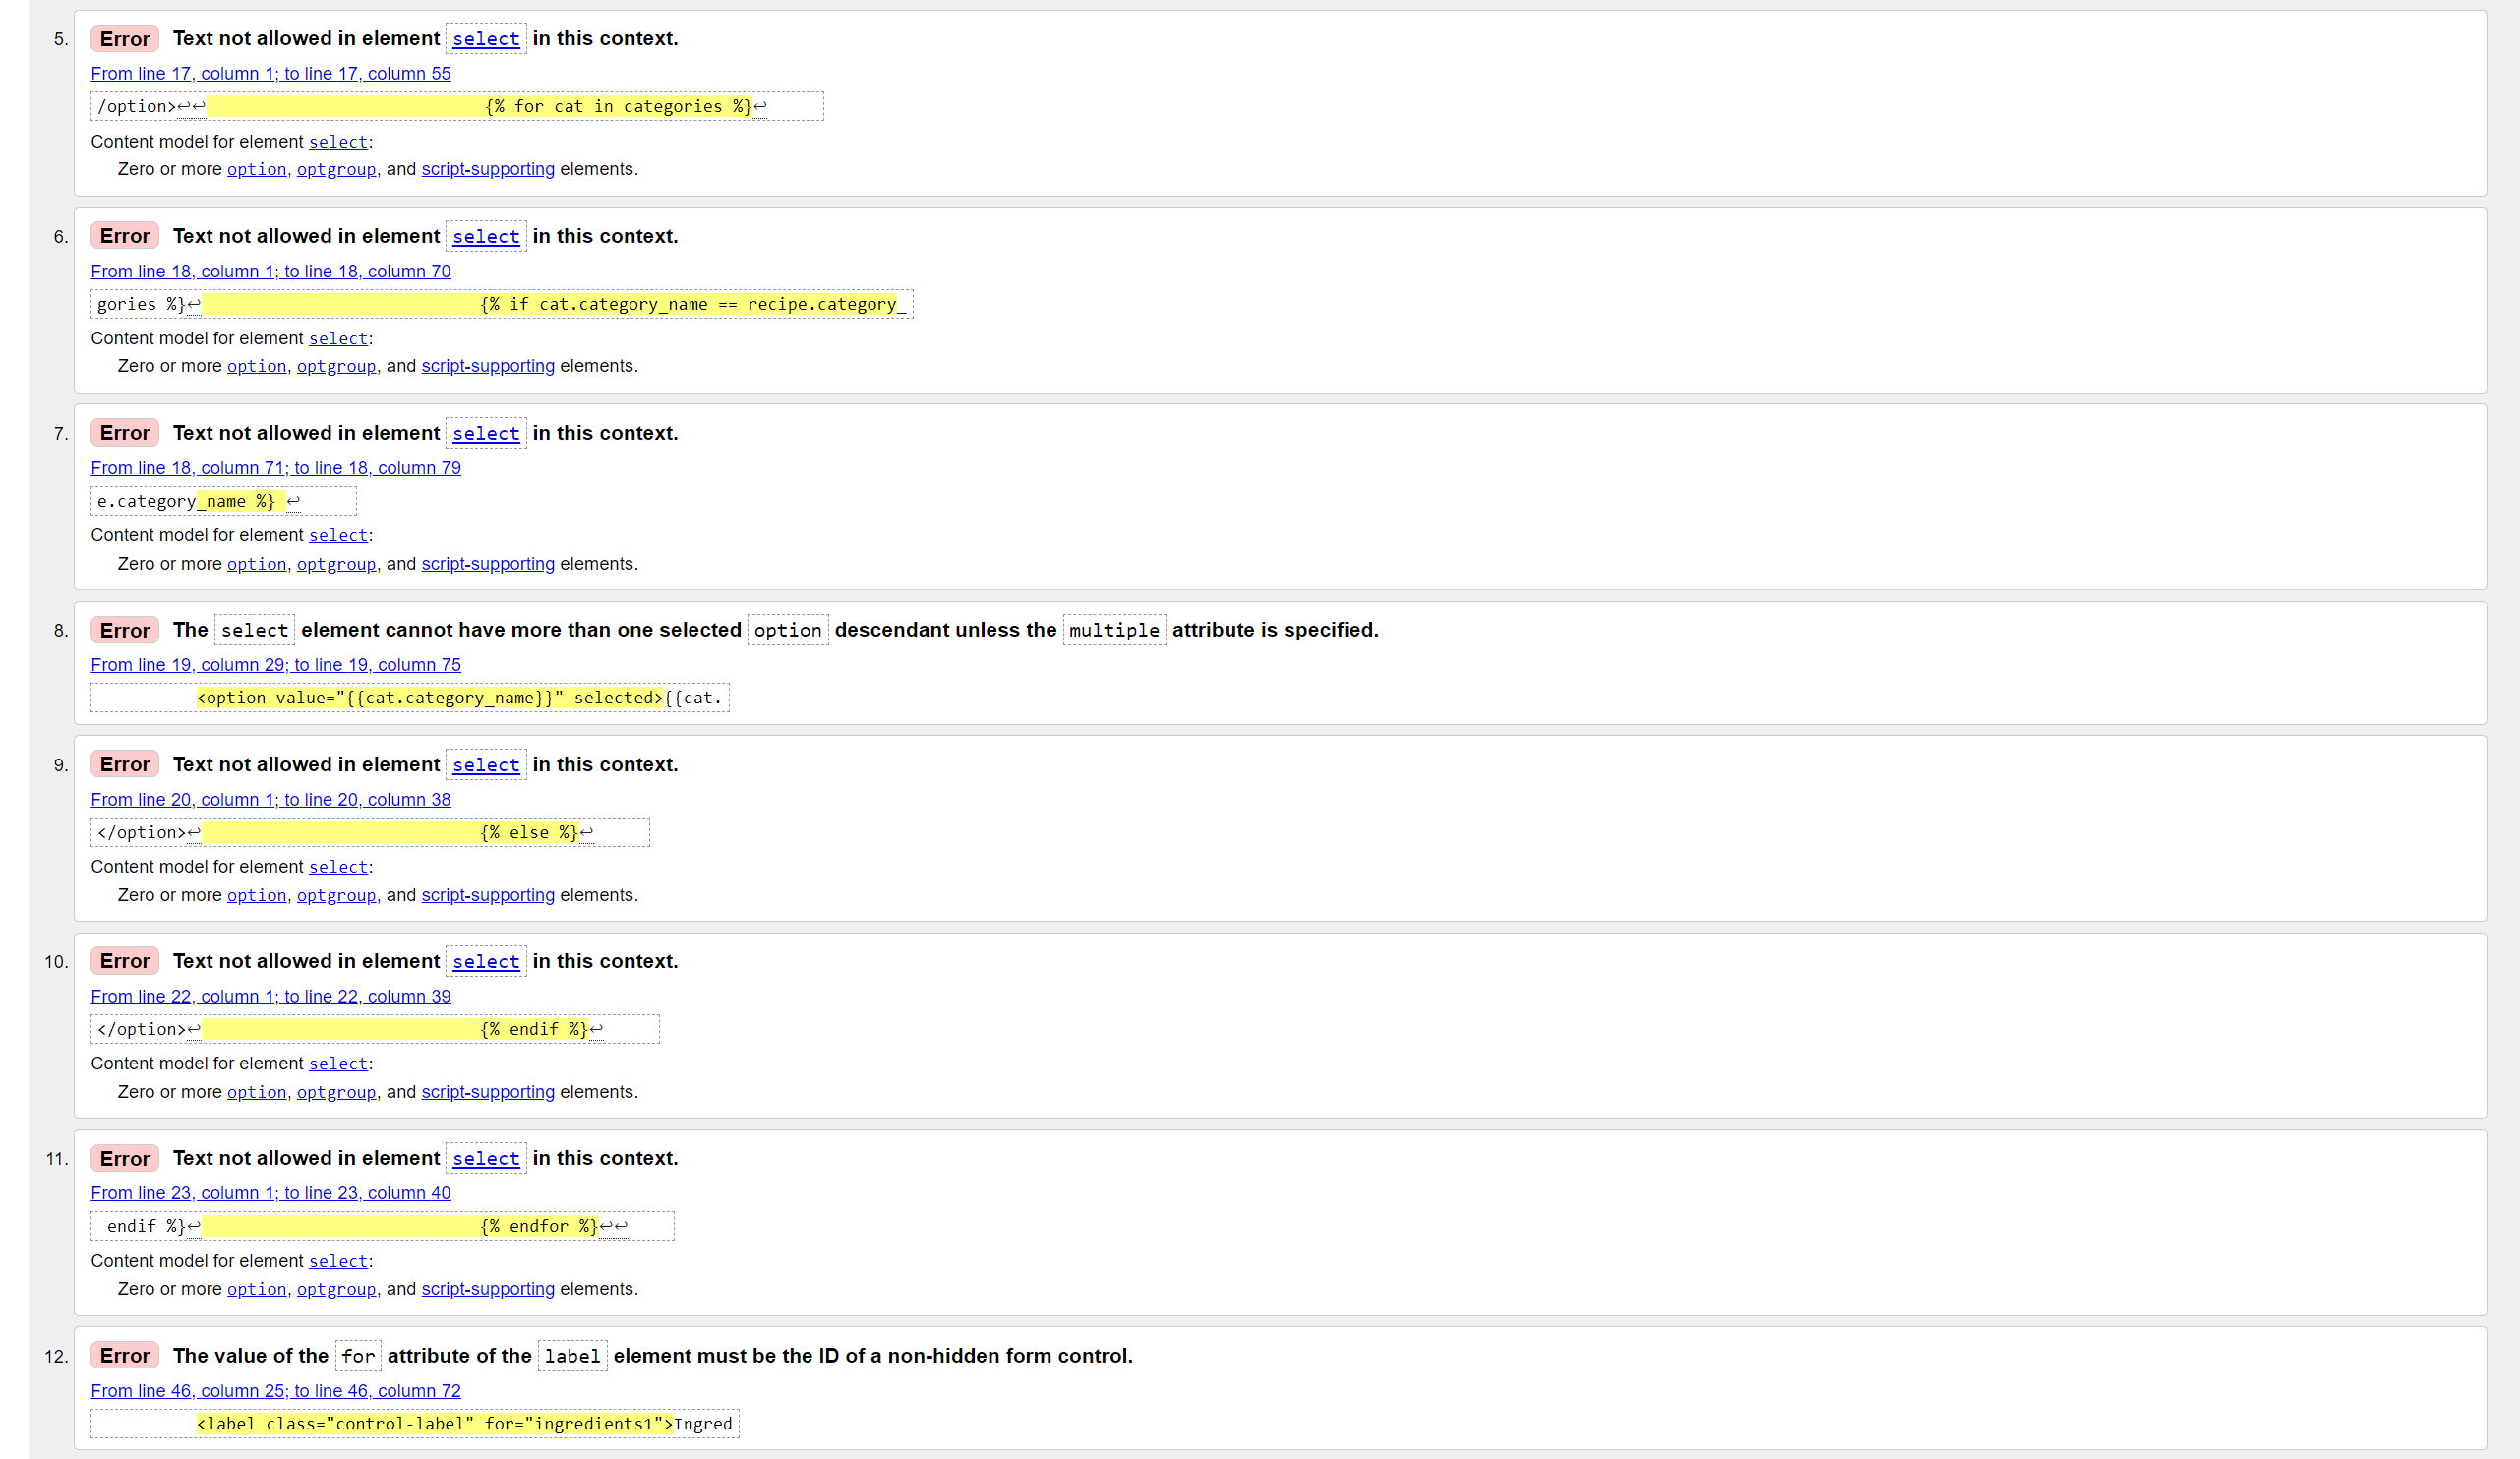 5. Error Text not allowed in element select in this context.
From line 17, column 1; to line 17, column 55
/option>↩↩ {% for cat in categories %}↩
Content model for element select:
Zero or more option, optgroup, and script-supporting elements.
6. Error Text not allowed in element select in this context.
From line 18, column 1; to line 18, column 70
gories %}↩ {% if cat.category_name == recipe.category_
Content model for element select:
Zero or more option, optgroup, and script-supporting elements.
7. Error Text not allowed in element select in this context.
From line 18, column 71; to line 18, column 79
e.category_name %} ↩
Content model for element select:
Zero or more option, optgroup, and script-supporting elements.
8. Error The select element cannot have more than one selected option descendant unless the multiple attribute is specified.
From line 19, column 29; to line 19, column 75
<option value="{{cat.category_name}}" selected>{{cat.
9. Error Text not allowed in element select in this context.
From line 20, column 1; to line 20, column 38
</option>↩ {% else %}↩
Content model for element select:
Zero or more option, optgroup, and script-supporting elements.
10. Error Text not allowed in element select in this context.
From line 22, column 1; to line 22, column 39
</option>↩ {% endif %}↩
Content model for element select:
Zero or more option, optgroup, and script-supporting elements.
11. Error Text not allowed in element select in this context.
From line 23, column 1; to line 23, column 40
endif %}↩ {% endfor %}↩↩
Content model for element select:
Zero or more option, optgroup, and script-supporting elements.
12. Error The value of the for attribute of the label element must be the ID of a non-hidden form control.
From line 46, column 25; to line 46, column 72
<label class="control-label" for="ingredients1">Ingred